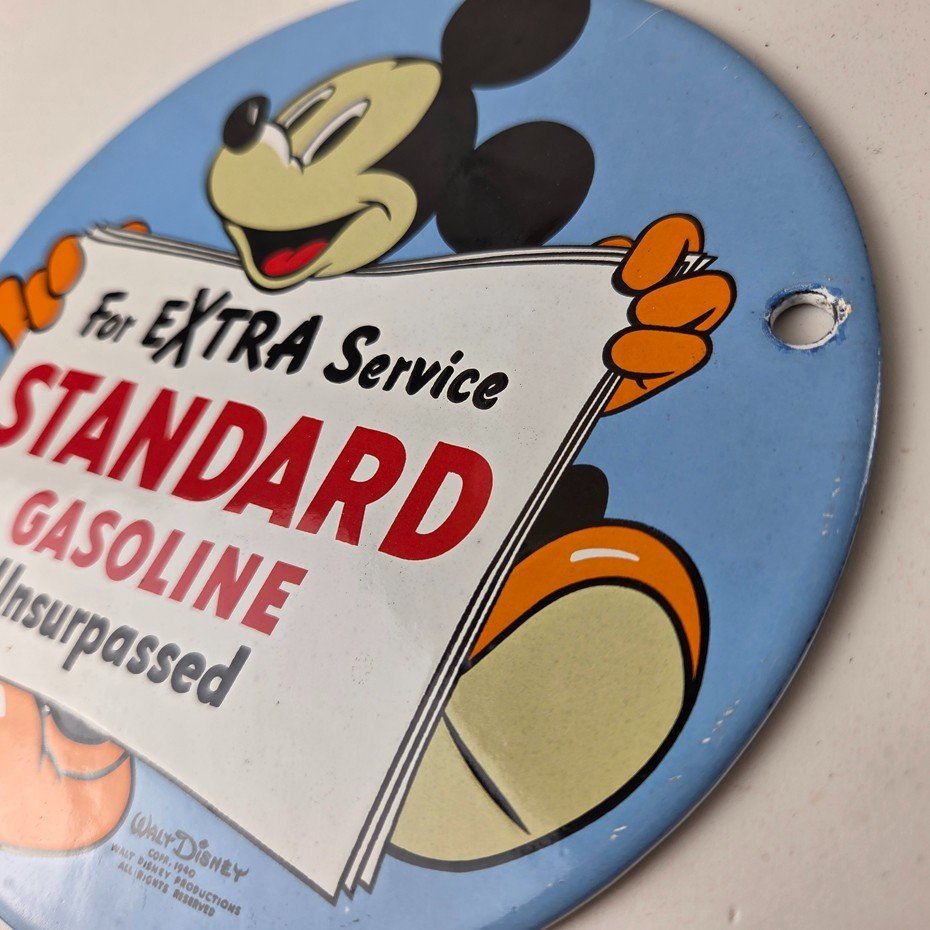 For EXTRA Service
STANDARD
GASOLINE
Unsurpassed
WALT DISNEY
COPR. 1940
WALT DISNEY PRODUCTIONS
ALL RIGHTS RESERVED